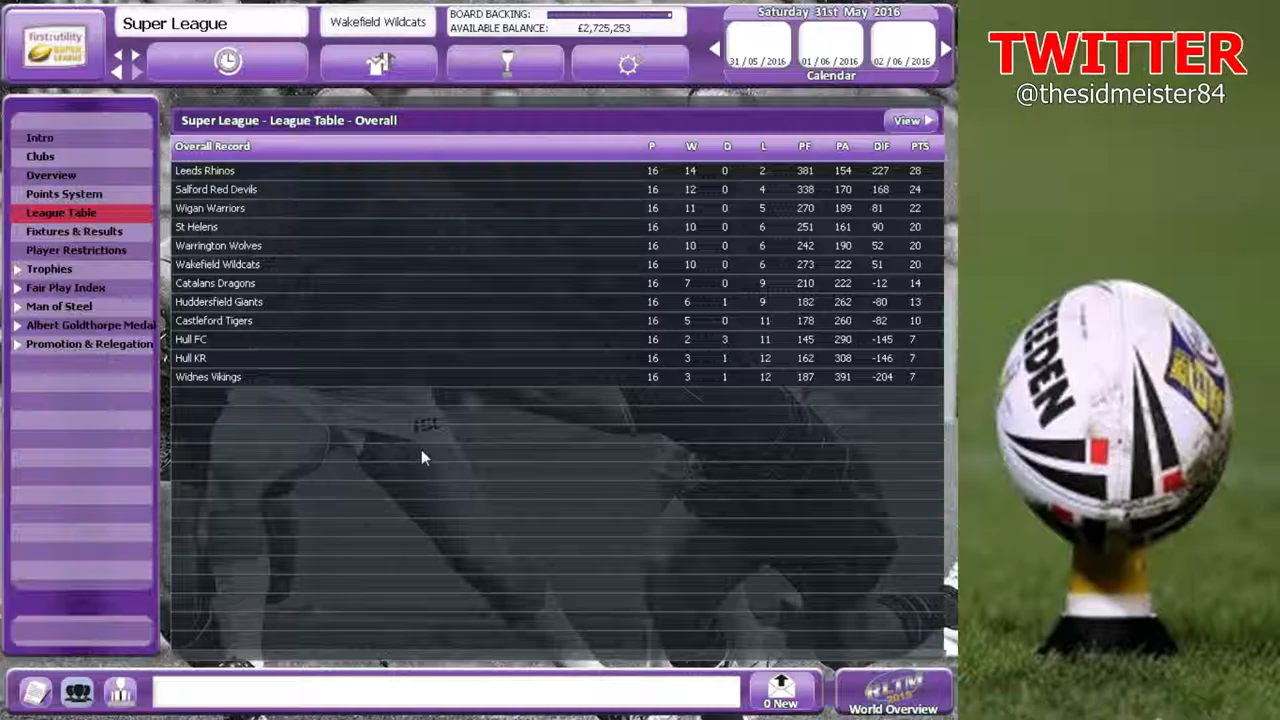 Super League
Wakefield Wildcats
BOARD BACKING:
AVAILABLE BALANCE: £2,725,253
Saturday 31st May 2016
31 / 05 / 2016 01 / 06 / 2016 02 / 06 / 2016
Calendar
first:utility
SUPER LEAGUE
TWITTER
@thesidmeister84
Intro
Clubs
Overview
Points System
League Table
Fixtures & Results
Player Restrictions
Trophies
Fair Play Index
Man of Steel
Albert Goldthorpe Medal
Promotion & Relegation
Super League - League Table - Overall View
Overall Record P W D L PF PA DIF PTS
Leeds Rhinos 16 14 0 2 381 154 227 28
Salford Red Devils 16 12 0 4 338 170 168 24
Wigan Warriors 16 11 0 5 270 189 81 22
St Helens 16 10 0 6 251 161 90 20
Warrington Wolves 16 10 0 6 242 190 52 20
Wakefield Wildcats 16 10 0 6 273 222 51 20
Catalans Dragons 16 7 0 9 210 222 -12 14
Huddersfield Giants 16 6 1 9 182 262 -80 13
Castleford Tigers 16 5 0 11 178 260 -82 10
Hull FC 16 2 3 11 145 290 -145 7
Hull KR 16 3 1 12 162 308 -146 7
Widnes Vikings 16 3 1 12 187 391 -204 7
ISC
STEEDEN
0 New
RLTM
2015
World Overview